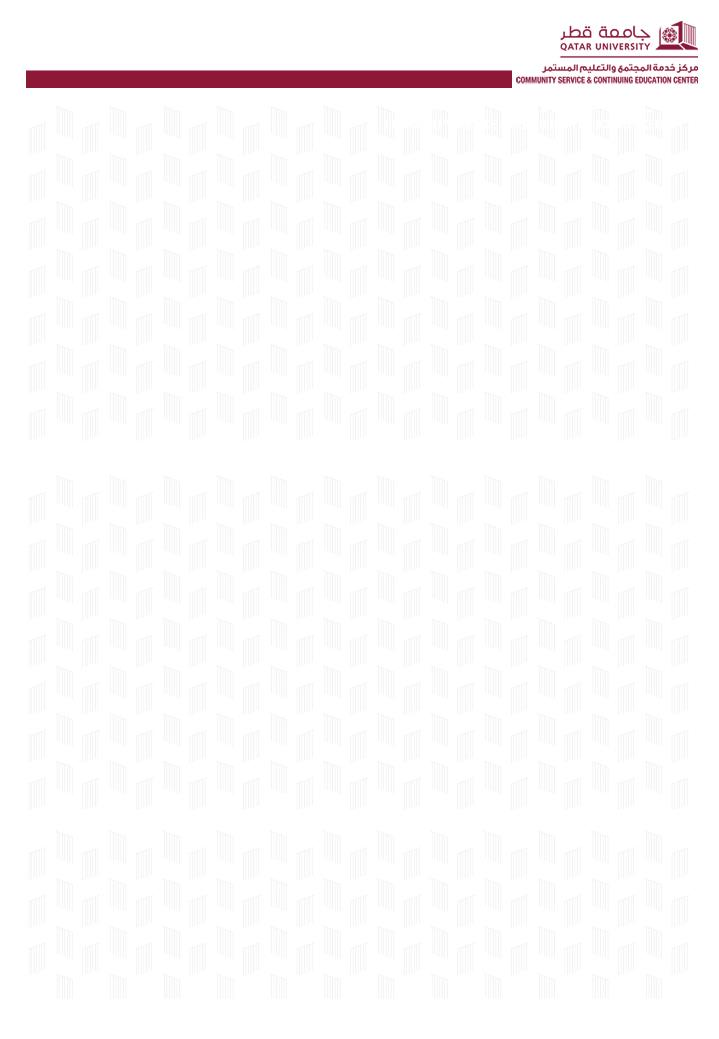 جامعة قطر
QATAR UNIVERSITY
مركز خدمة المجتمع والتعليم المستمر
COMMUNITY SERVICE & CONTINUING EDUCATION CENTER